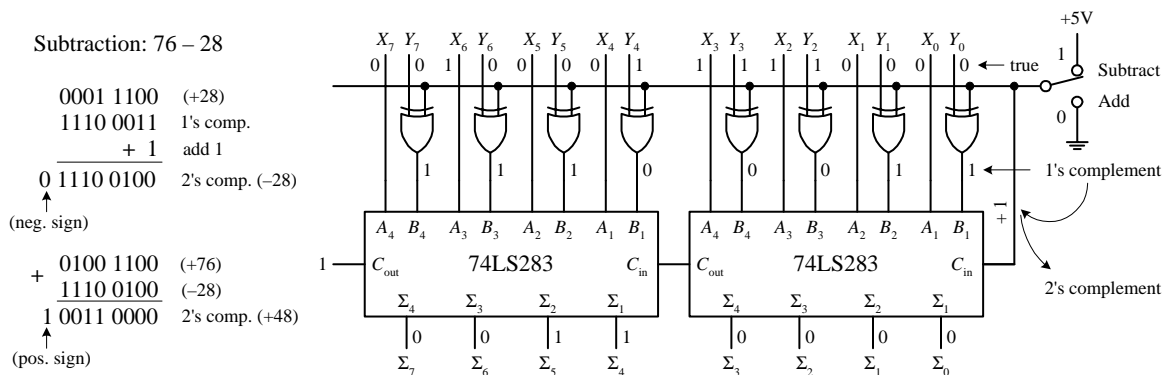 Subtraction: 76 – 28
0001 1100 (+28)
1110 0011 1's comp.
+ 1 add 1
0 1110 0100 2's comp. (–28)
(neg. sign)
+ 0100 1100 (+76)
1110 0100 (–28)
1 0011 0000 2's comp. (+48)
(pos. sign)
+5V
X7 Y7 X6 Y6 X5 Y5 X4 Y4 X3 Y3 X2 Y2 X1 Y1 X0 Y0
0 0 1 0 0 0 0 1 1 1 1 1 0 0 0 0 true
1 Subtract
Add
0
1 1 1 0 0 0 1 1 1's complement
+ 1
A4 B4 A3 B3 A2 B2 A1 B1 A4 B4 A3 B3 A2 B2 A1 B1
1 Cout 74LS283 Cin Cout 74LS283 Cin
2's complement
Σ4 Σ3 Σ2 Σ1 Σ4 Σ3 Σ2 Σ1
0 0 1 1 0 0 0 0
Σ7 Σ6 Σ5 Σ4 Σ3 Σ2 Σ1 Σ0